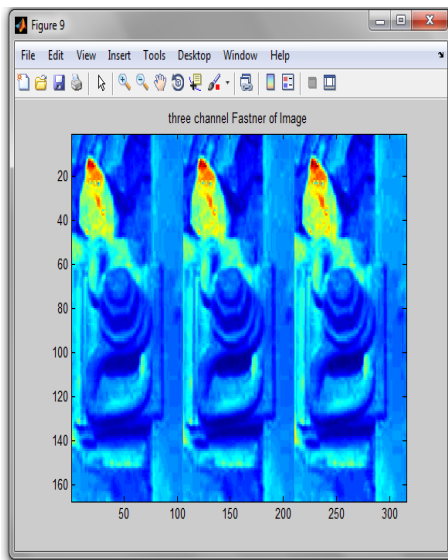 Figure 9
File Edit View Insert Tools Desktop Window Help
three channel Fastner of Image
20
40
60
80
100
120
140
160
50 100 150 200 250 300